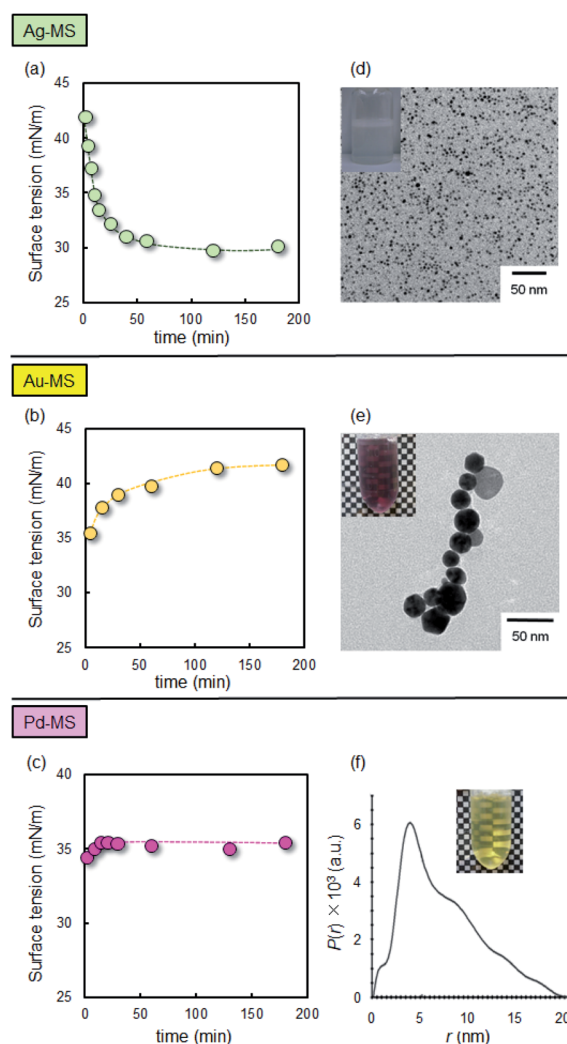 Ag-MS
(a)
Surface tension (mN/m)
45
40
35
30
25
0 50 100 150 200
time (min)
(d)
50 nm
Au-MS
(b)
Surface tension (mN/m)
45
40
35
30
25
0 50 100 150 200
time (min)
(e)
50 nm
Pd-MS
(c)
Surface tension (mN/m)
40
35
30
25
0 50 100 150 200
time (min)
(f)
P(r) ×10³ (a.u.)
6
4
2
0
0 5 10 15 20
r (nm)